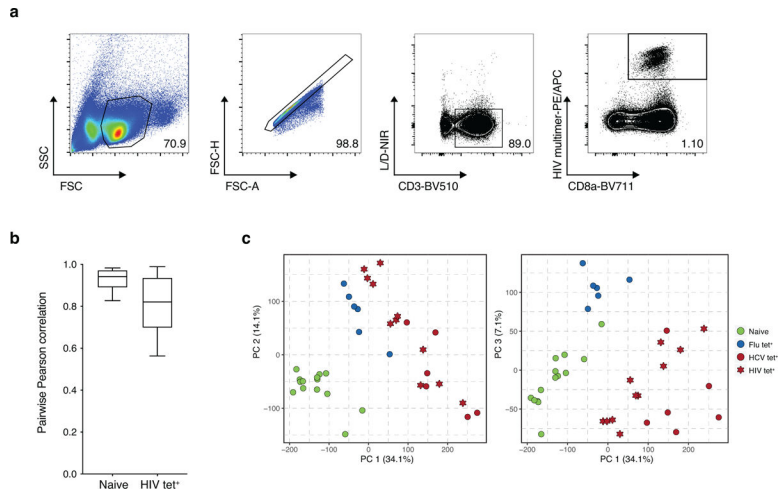 a
SSC
FSC
70.9
FSC-H
FSC-A
98.8
L/D-NIR
CD3-BV510
89.0
HIV multimer-PE/APC
CD8a-BV711
1.10
b
Pairwise Pearson correlation
1.0
0.8
0.6
0.4
0.2
0.0
Naive HIV tet⁺
c
PC 2 (14.1%)
100
0
−100
−200 −100 0 100 200
PC 1 (34.1%)
PC 3 (7.1%)
100
50
0
−50
−200 −100 0 100 200
PC 1 (34.1%)
Naive
Flu tet⁺
HCV tet⁺
HIV tet⁺